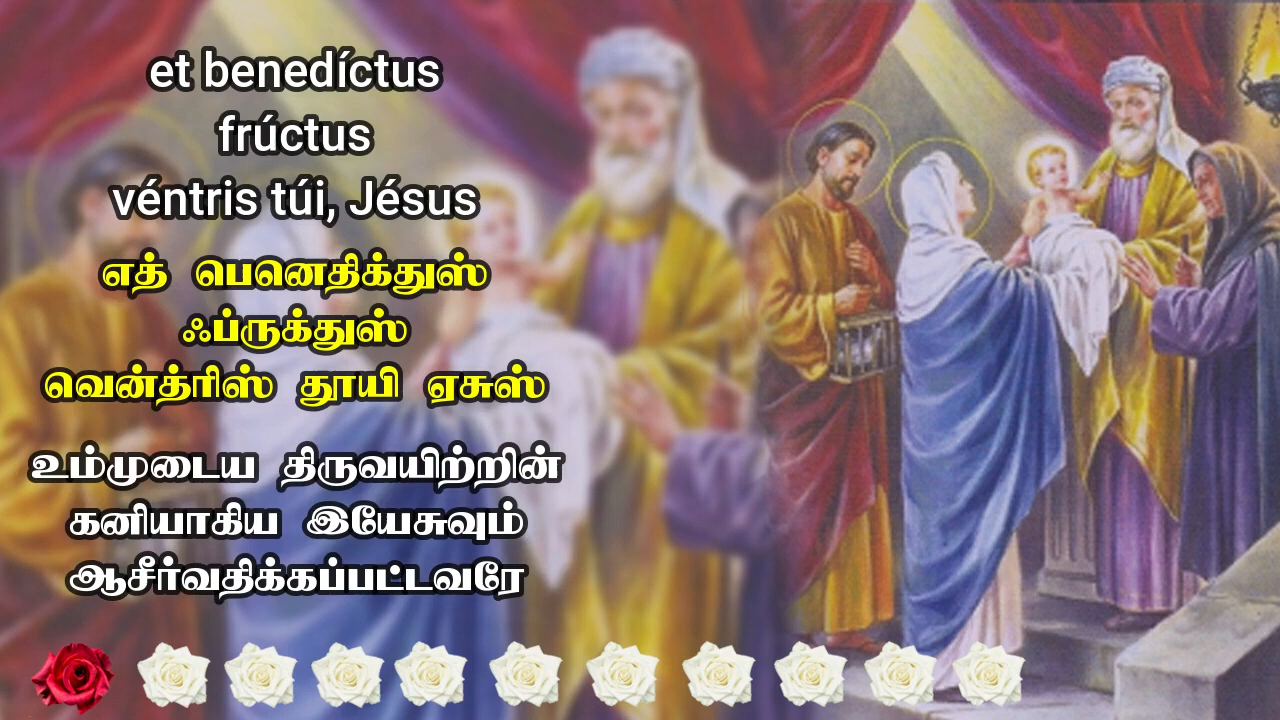 et benedíctus
frúctus
véntris túi, Jésus
எத் பெனெதிக்துஸ்
ஃப்ருக்துஸ்
வென்த்ரிஸ் தூயி ஏசுஸ்
உம்முடைய திருவயிற்றின்
கனியாகிய இயேசுவும்
ஆசீர்வதிக்கப்பட்டவரே